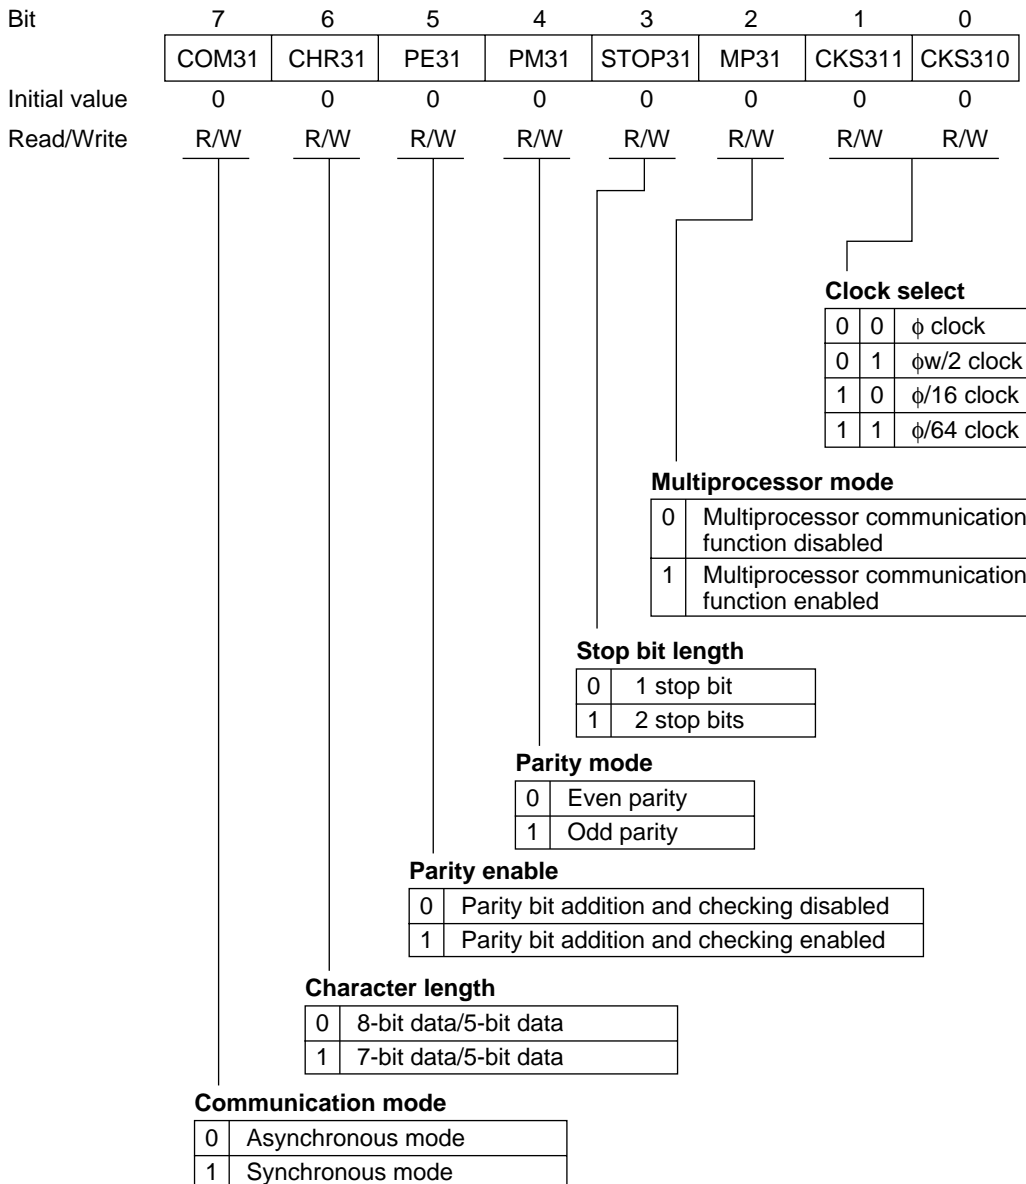 Bit 7 6 5 4 3 2 1 0
COM31 CHR31 PE31 PM31 STOP31 MP31 CKS311 CKS310
Initial value 0 0 0 0 0 0 0 0
Read/Write R/W R/W R/W R/W R/W R/W R/W R/W
Clock select
0 0 ϕ clock
0 1 ϕw/2 clock
1 0 ϕ/16 clock
1 1 ϕ/64 clock
Multiprocessor mode
0 Multiprocessor communication
function disabled
1 Multiprocessor communication
function enabled
Stop bit length
0 1 stop bit
1 2 stop bits
Parity mode
0 Even parity
1 Odd parity
Parity enable
0 Parity bit addition and checking disabled
1 Parity bit addition and checking enabled
Character length
0 8-bit data/5-bit data
1 7-bit data/5-bit data
Communication mode
0 Asynchronous mode
1 Synchronous mode